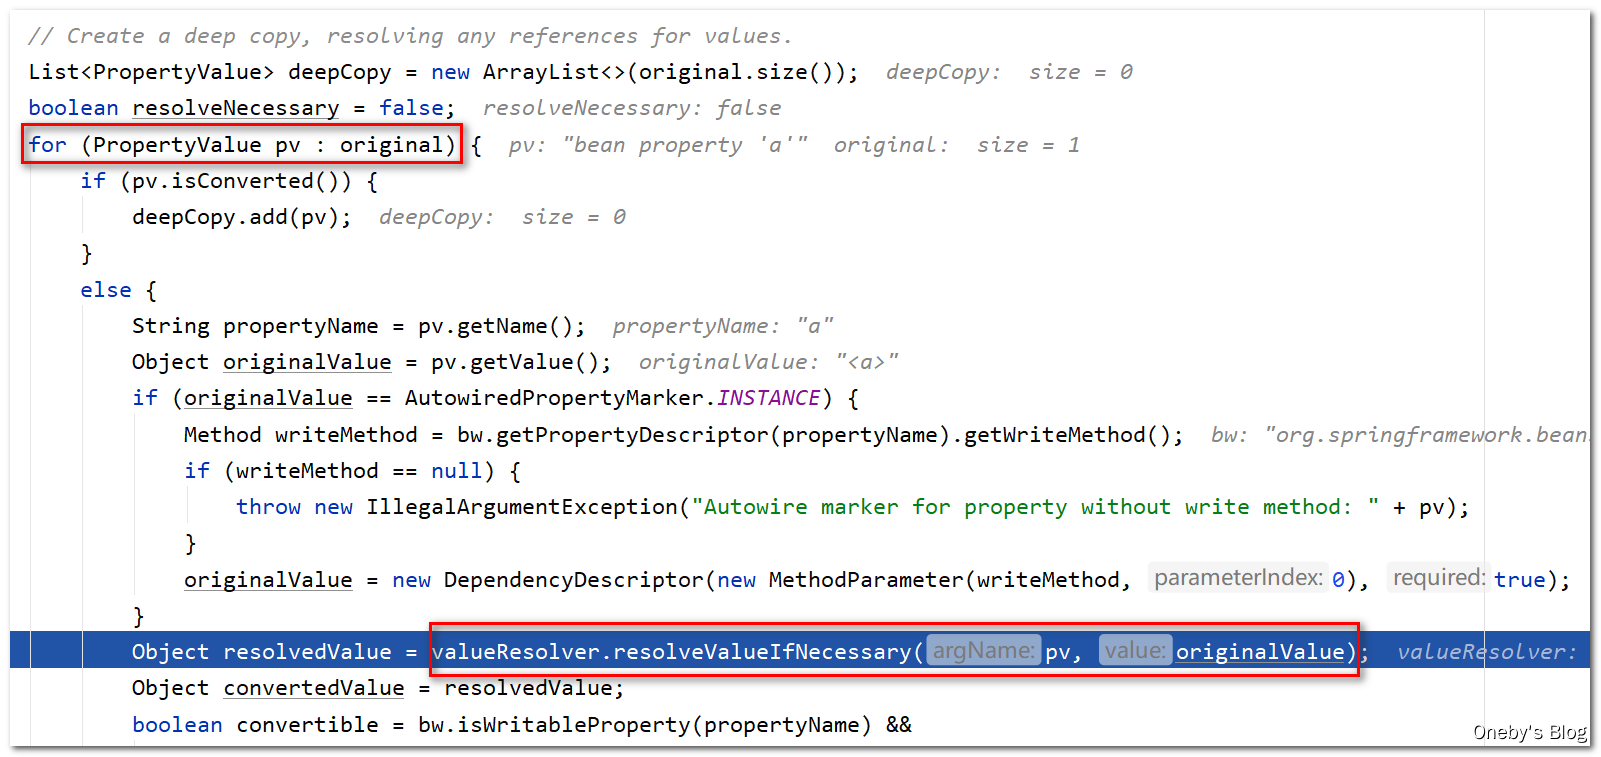 // Create a deep copy, resolving any references for values.
List<PropertyValue> deepCopy = new ArrayList<>(original.size()); deepCopy: size = 0
boolean resolveNecessary = false; resolveNecessary: false
for (PropertyValue pv : original) { pv: "bean property 'a'" original: size = 1
if (pv.isConverted()) {
deepCopy.add(pv); deepCopy: size = 0
}
else {
String propertyName = pv.getName(); propertyName: "a"
Object originalValue = pv.getValue(); originalValue: "<a>"
if (originalValue == AutowiredPropertyMarker.INSTANCE) {
Method writeMethod = bw.getPropertyDescriptor(propertyName).getWriteMethod(); bw: "org.springframework.bean
if (writeMethod == null) {
throw new IllegalArgumentException("Autowire marker for property without write method: " + pv);
}
originalValue = new DependencyDescriptor(new MethodParameter(writeMethod, parameterIndex: 0), required: true);
}
Object resolvedValue = valueResolver.resolveValueIfNecessary( argName: pv, value: originalValue); valueResolver:
Object convertedValue = resolvedValue;
boolean convertible = bw.isWritableProperty(propertyName) &&
Oneby's Blog